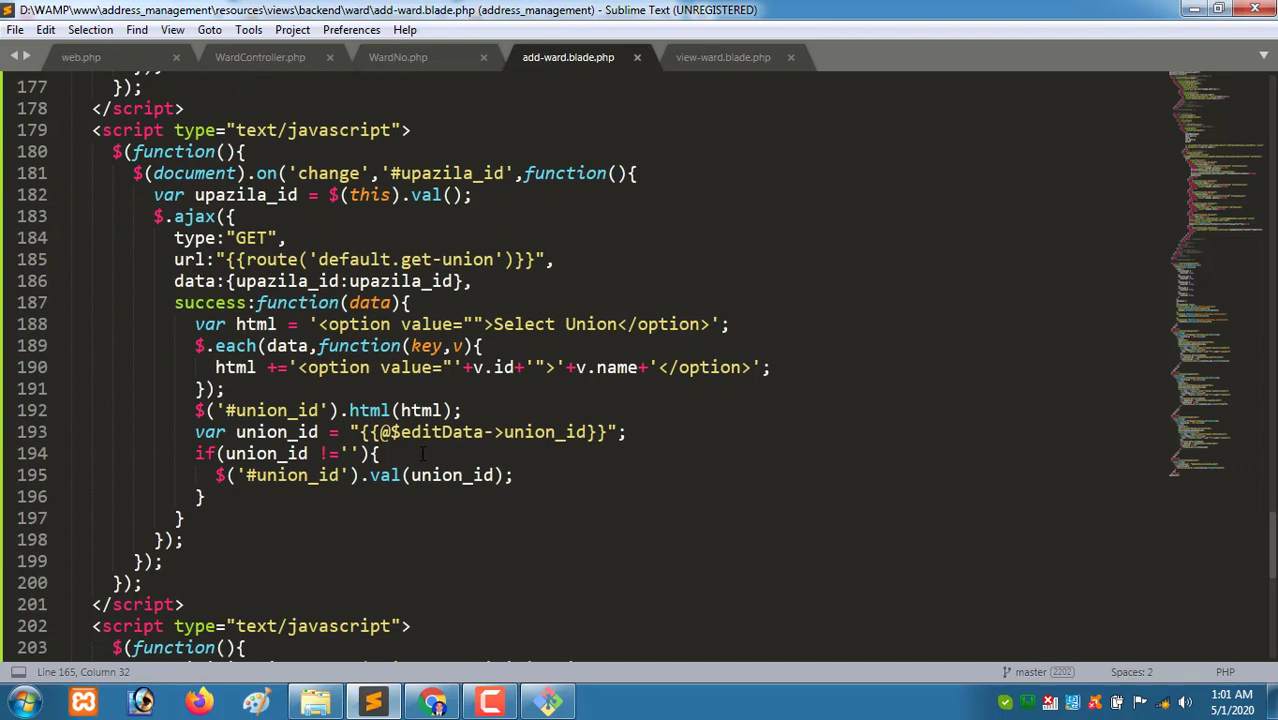 D:\WAMP\www\address_management\resources\views\backend\ward\add-ward.blade.php (address_management) - Sublime Text (UNREGISTERED)
File Edit Selection Find View Goto Tools Project Preferences Help
web.php WardController.php WardNo.php add-ward.blade.php view-ward.blade.php
177 });
178 </script>
179 <script type="text/javascript">
180 $(function(){
181 $(document).on('change','#upazila_id',function(){
182 var upazila_id = $(this).val();
183 $.ajax({
184 type:"GET",
185 url:"{{route('default.get-union')}}",
186 data:{upazila_id:upazila_id},
187 success:function(data){
188 var html = '<option value="">Select Union</option>';
189 $.each(data,function(key,v){
190 html +='<option value="'+v.id+'">'+v.name+'</option>';
191 });
192 $('#union_id').html(html);
193 var union_id = "{{@$editData->union_id}}";
194 if(union_id !=''){
195 $('#union_id').val(union_id);
196 }
197 }
198 });
199 });
200 });
201 </script>
202 <script type="text/javascript">
203 $(function(){
Line 165, Column 32 master 2202 Spaces: 2 PHP
1:01 AM
5/1/2020